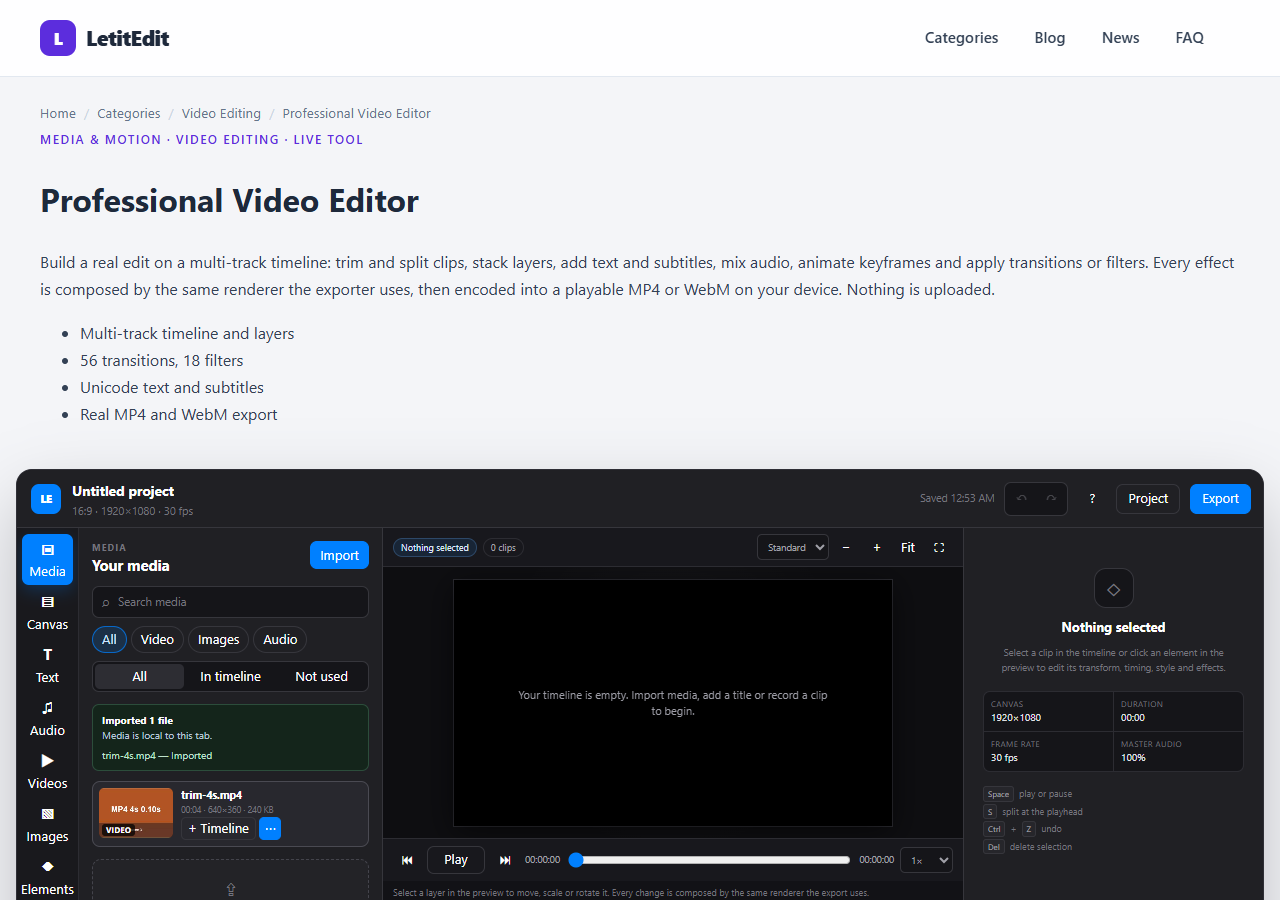 L LetitEdit Categories Blog News FAQ
Home / Categories / Video Editing / Professional Video Editor
MEDIA & MOTION · VIDEO EDITING · LIVE TOOL
Professional Video Editor
Build a real edit on a multi-track timeline: trim and split clips, stack layers, add text and subtitles, mix audio, animate keyframes and apply transitions or filters. Every effect
is composed by the same renderer the exporter uses, then encoded into a playable MP4 or WebM on your device. Nothing is uploaded.
• Multi-track timeline and layers
• 56 transitions, 18 filters
• Unicode text and subtitles
• Real MP4 and WebM export
LE Untitled project
16:9 · 1920×1080 · 30 fps
Saved 12:53 AM ? Project Export
Media
Canvas
Text
Audio
Videos
Images
Elements
MEDIA
Your media
Import
Search media
All Video Images Audio
All In timeline Not used
Imported 1 file
Media is local to this tab.
trim-4s.mp4 — Imported
MP4 4s 0.10s
VIDEO
trim-4s.mp4
00:04 · 640×360 · 240 KB
+ Timeline ···
Nothing selected 0 clips Standard − + Fit
Your timeline is empty. Import media, add a title or record a clip
to begin.
Play 00:00:00 00:00:00 1×
Select a layer in the preview to move, scale or rotate it. Every change is composed by the same renderer the export uses.
Nothing selected
Select a clip in the timeline or click an element in the
preview to edit its transform, timing, style and effects.
CANVAS DURATION
1920×1080 00:00
FRAME RATE MASTER AUDIO
30 fps 100%
Space play or pause
S split at the playhead
Ctrl + Z undo
Del delete selection